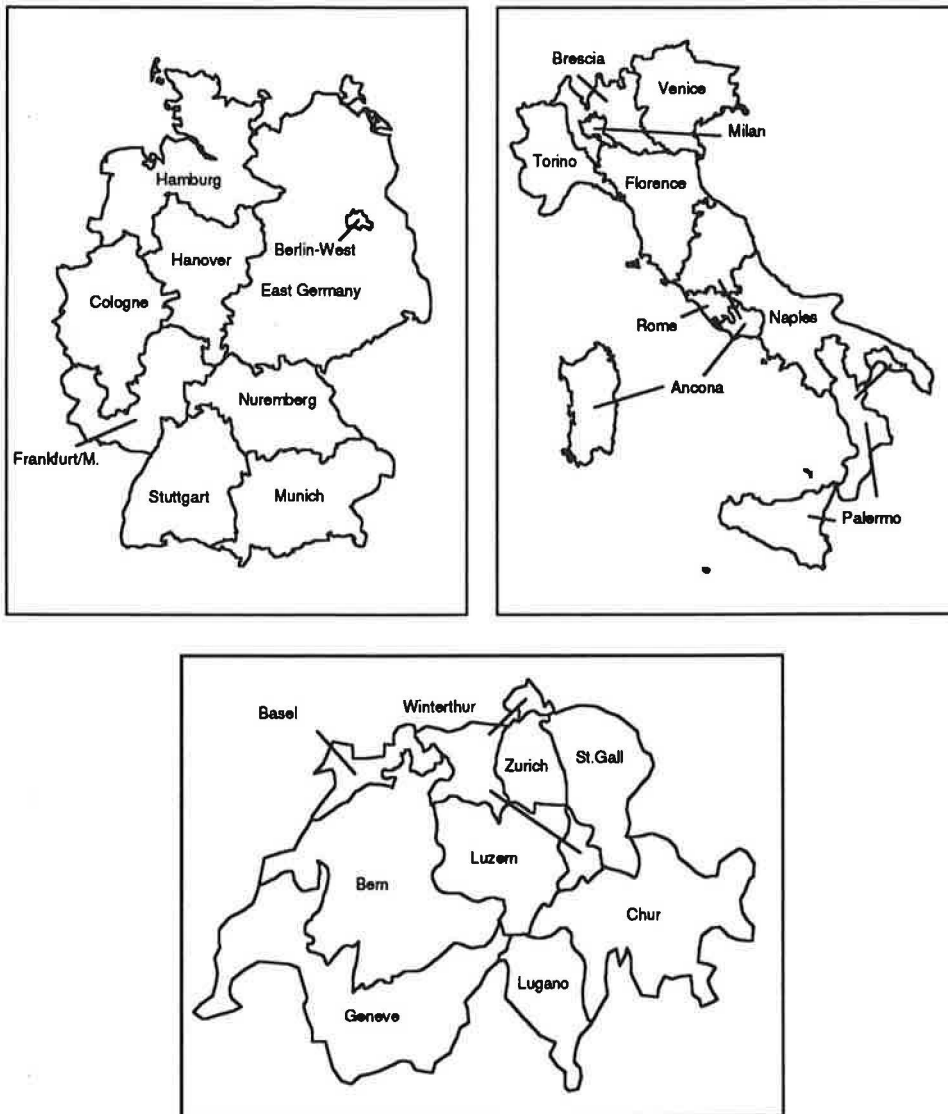 Hamburg
Berlin-West
Hanover
Cologne
East Germany
Nuremberg
Frankfurt/M.
Stuttgart
Munich
Brescia
Venice
Milan
Torino
Florence
Rome
Naples
Ancona
Palermo
Winterthur
Basel
Zurich
St.Gall
Luzern
Bern
Chur
Lugano
Geneve